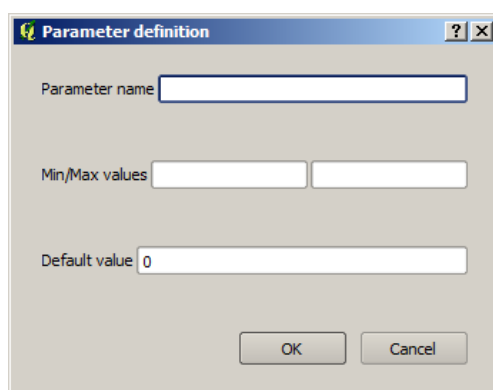 Parameter definition
Parameter name
Min/Max values
Default value 0
OK Cancel